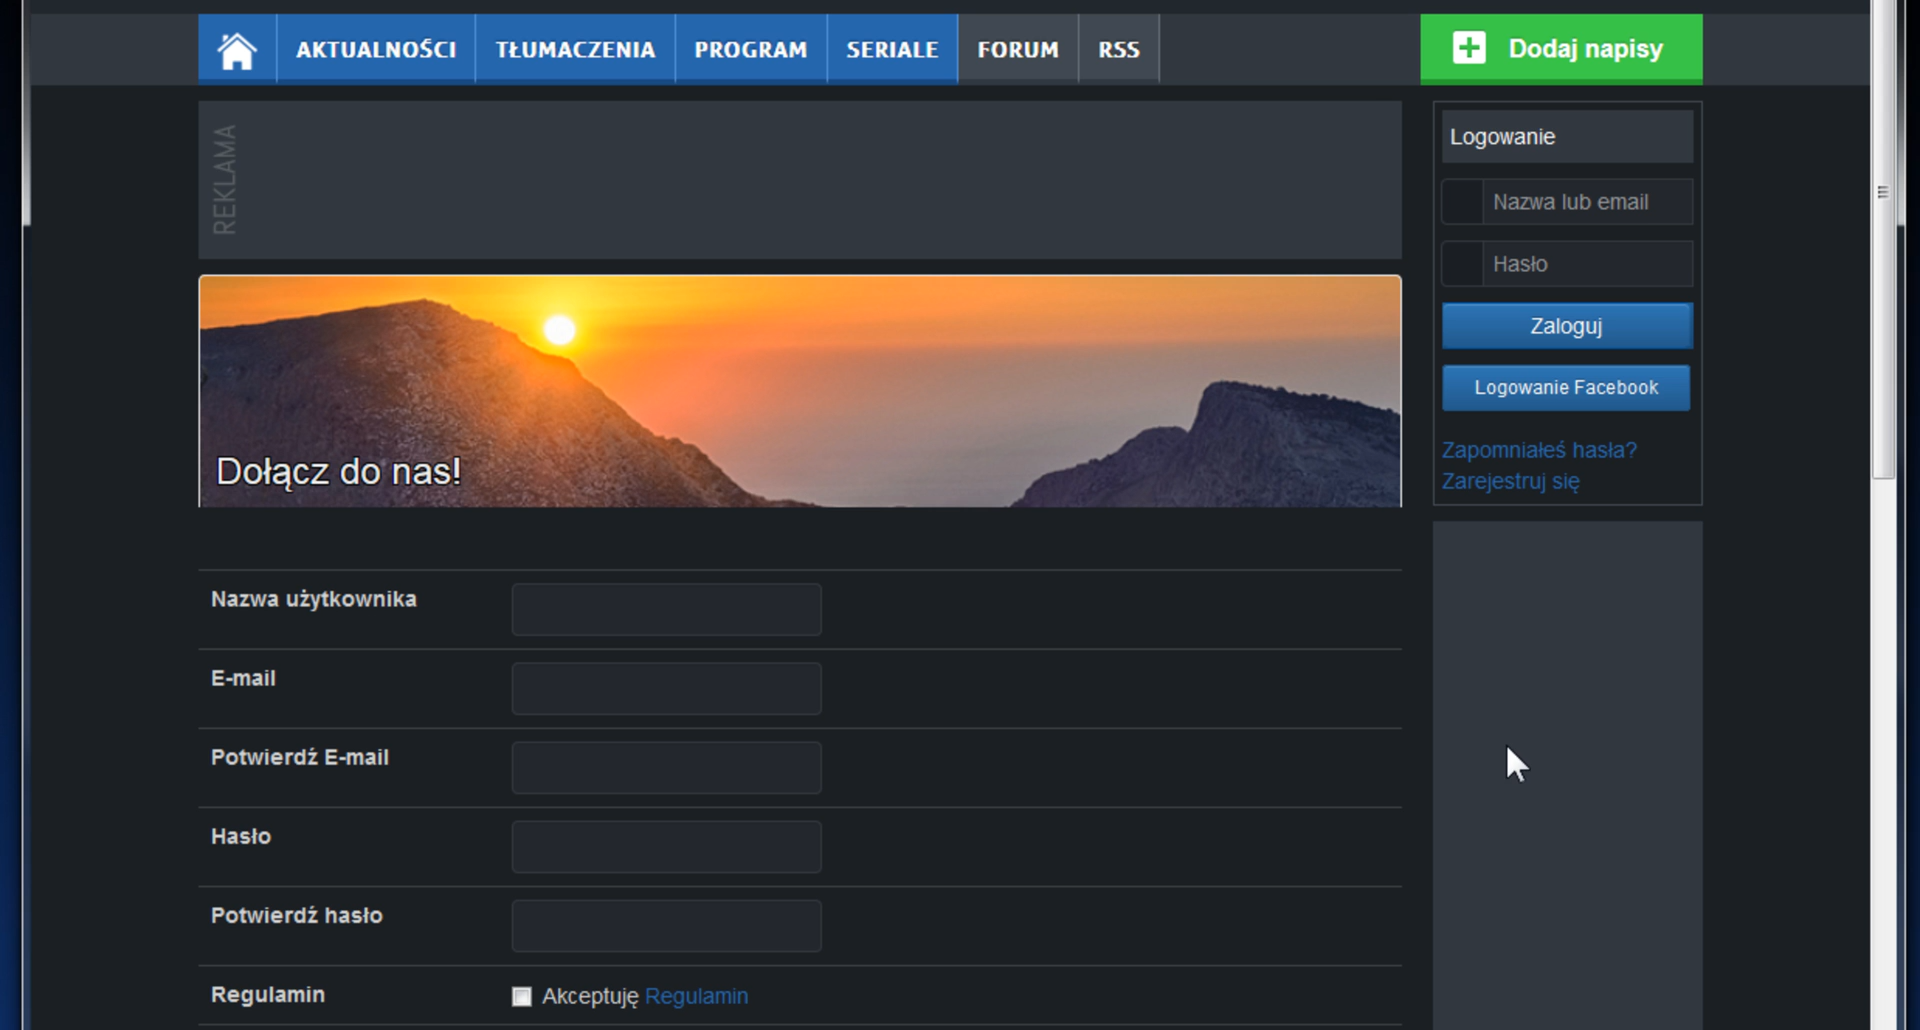 AKTUALNOŚCI TŁUMACZENIA PROGRAM SERIALE FORUM RSS Dodaj napisy
REKLAMA
Logowanie
Nazwa lub email
Hasło
Zaloguj
Logowanie Facebook
Zapomniałeś hasła?
Zarejestruj się
Dołącz do nas!
Nazwa użytkownika
E-mail
Potwierdź E-mail
Hasło
Potwierdź hasło
Regulamin Akceptuję Regulamin